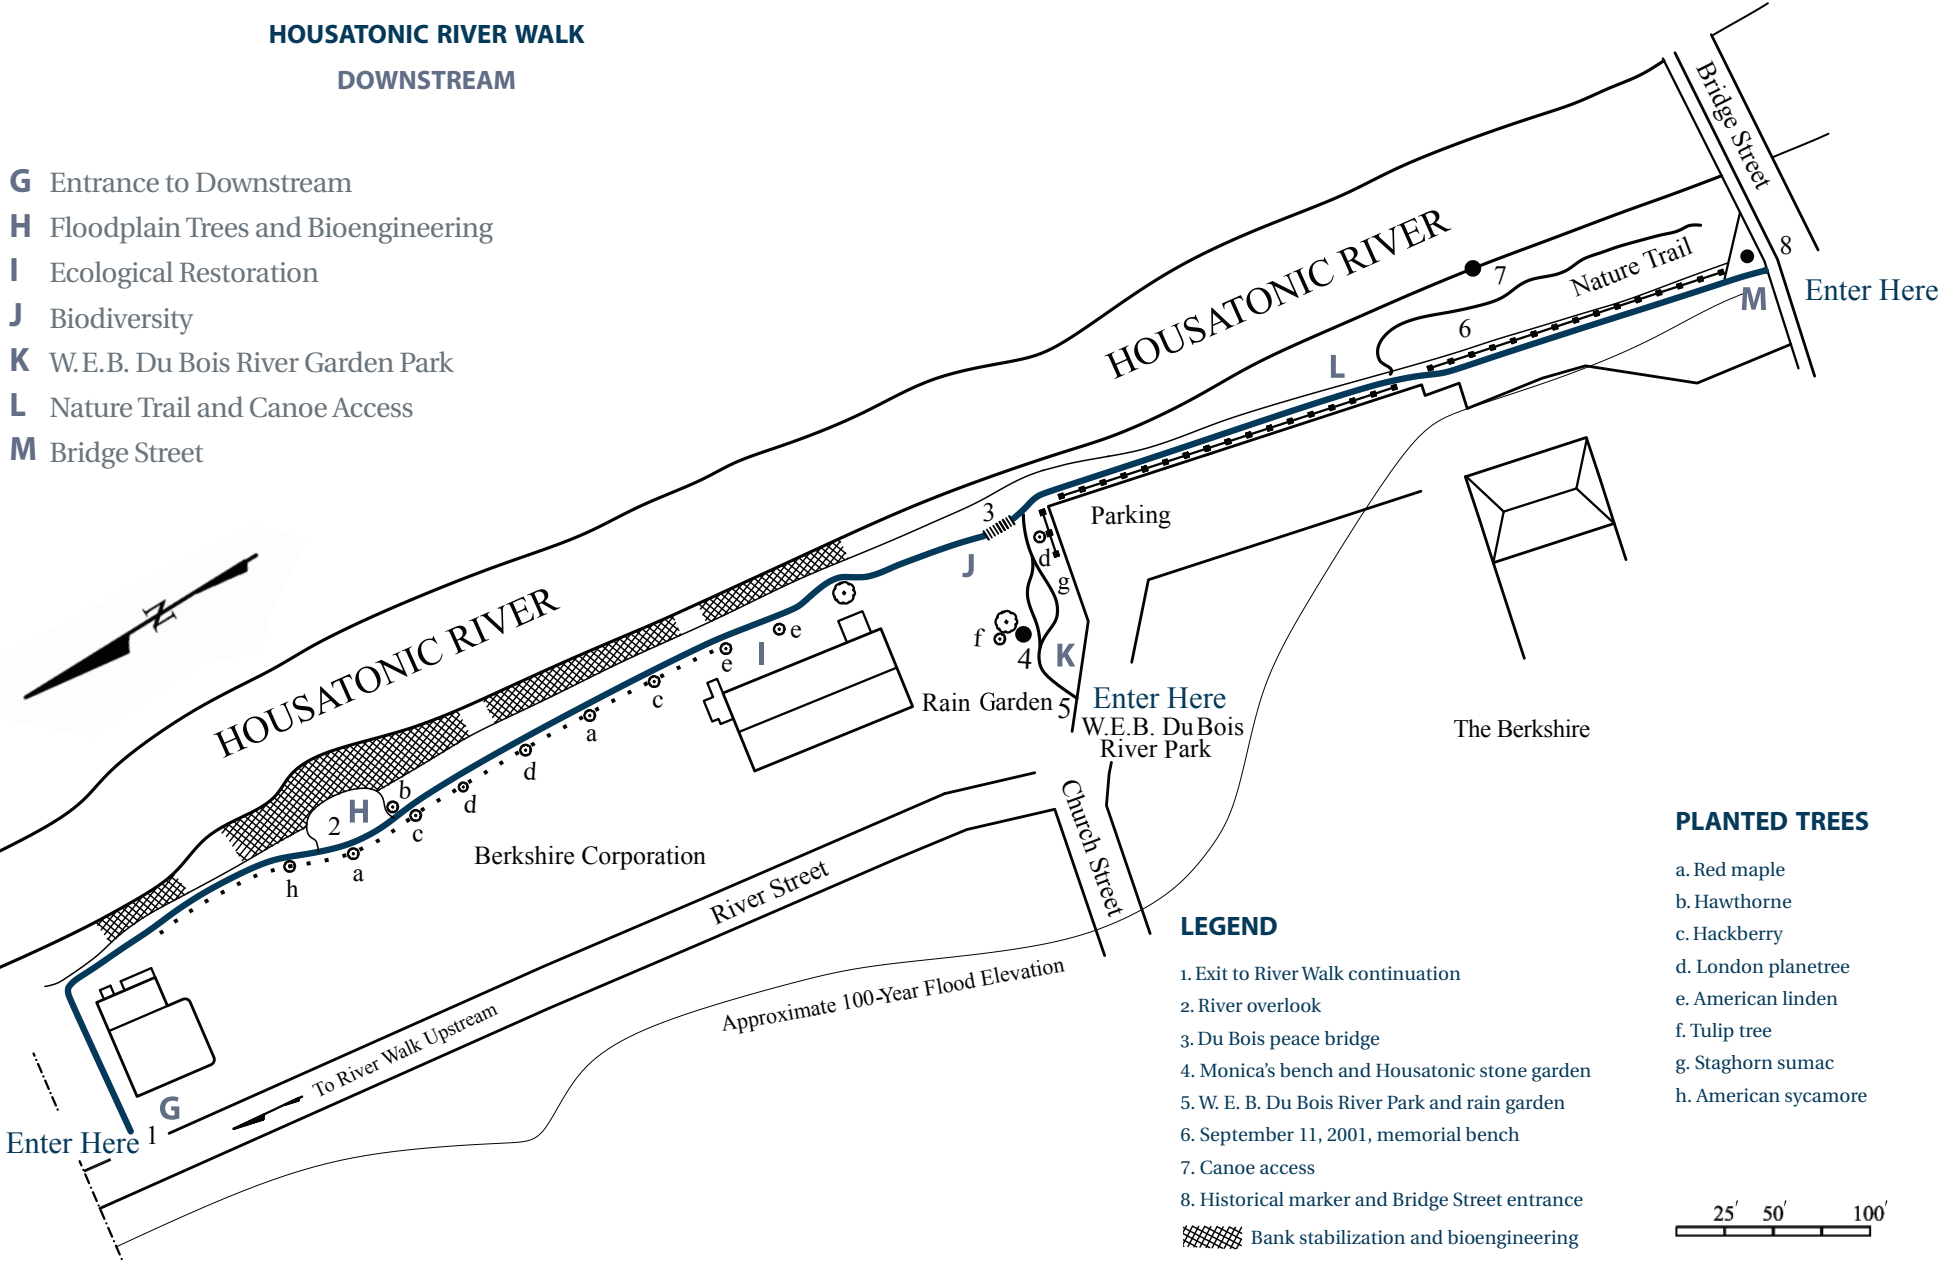 HOUSATONIC RIVER WALK
DOWNSTREAM
G Entrance to Downstream
H Floodplain Trees and Bioengineering
I Ecological Restoration
J Biodiversity
K W.E.B. Du Bois River Garden Park
L Nature Trail and Canoe Access
M Bridge Street
Bridge Street
HOUSATONIC RIVER
7
Nature Trail
8
M
Enter Here
6
L
3
Parking
J
d
g
f
4
K
Rain Garden
5
Enter Here
W.E.B. Du Bois
River Park
The Berkshire
N
HOUSATONIC RIVER
e
I
e
c
a
d
d
b
H
2
c
a
h
Berkshire Corporation
River Street
Church Street
Approximate 100-Year Flood Elevation
To River Walk Upstream
G
Enter Here
1
LEGEND
1. Exit to River Walk continuation
2. River overlook
3. Du Bois peace bridge
4. Monica's bench and Housatonic stone garden
5. W. E. B. Du Bois River Park and rain garden
6. September 11, 2001, memorial bench
7. Canoe access
8. Historical marker and Bridge Street entrance
Bank stabilization and bioengineering
PLANTED TREES
a. Red maple
b. Hawthorne
c. Hackberry
d. London planetree
e. American linden
f. Tulip tree
g. Staghorn sumac
h. American sycamore
25′ 50′ 100′